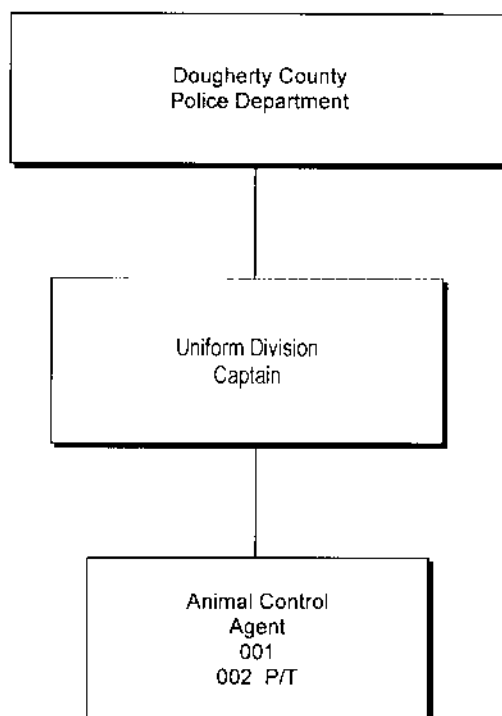 Dougherty County
Police Department
Uniform Division
Captain
Animal Control
Agent
001
002 P/T